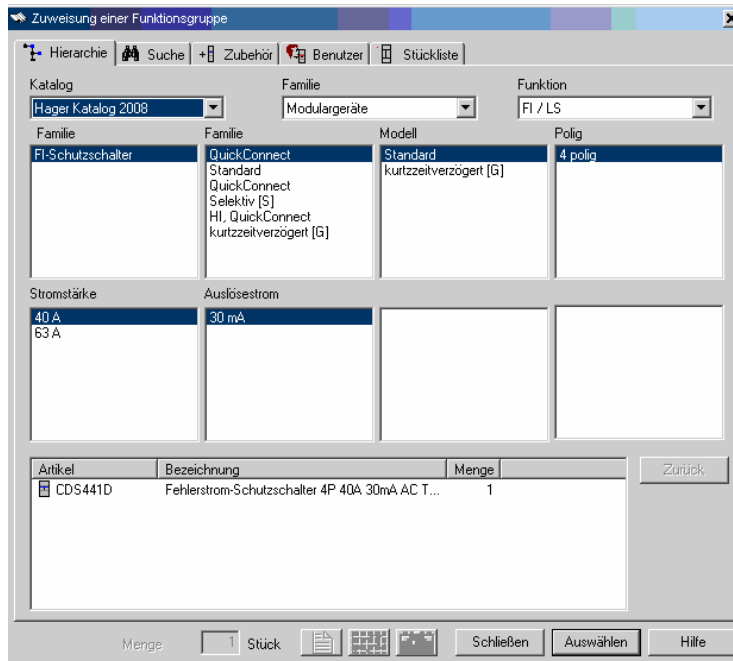 Zuweisung einer Funktionsgruppe
Hierarchie Suche Zubehör Benutzer Stückliste
Katalog Familie Funktion
Hager Katalog 2008 Modulargeräte FI / LS
Familie Familie Modell Polig
FI-Schutzschalter QuickConnect Standard 4 polig
Standard kurtzzeitverzögert [G]
QuickConnect
Selektiv [S]
HI, QuickConnect
kurtzzeitverzögert [G]
Stromstärke Auslösestrom
40 A 30 mA
63 A
Artikel Bezeichnung Menge Zurück
CDS441D Fehlerstrom-Schutzschalter 4P 40A 30mA AC T... 1
Menge 1 Stück Schließen Auswählen Hilfe